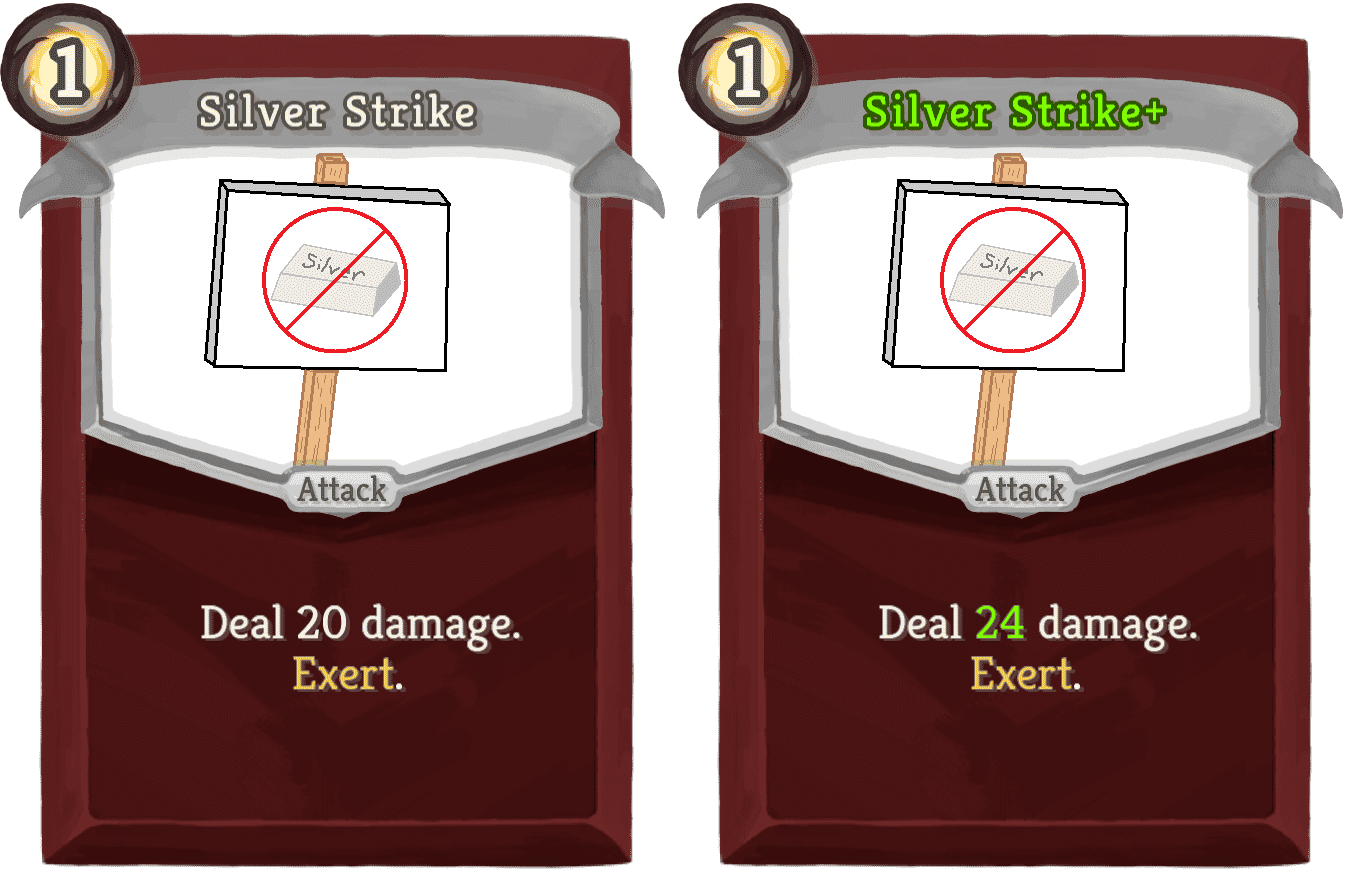 1
Silver Strike
Silver
Attack
Deal 20 damage.
Exert.
1
Silver Strike+
Silver
Attack
Deal 24 damage.
Exert.